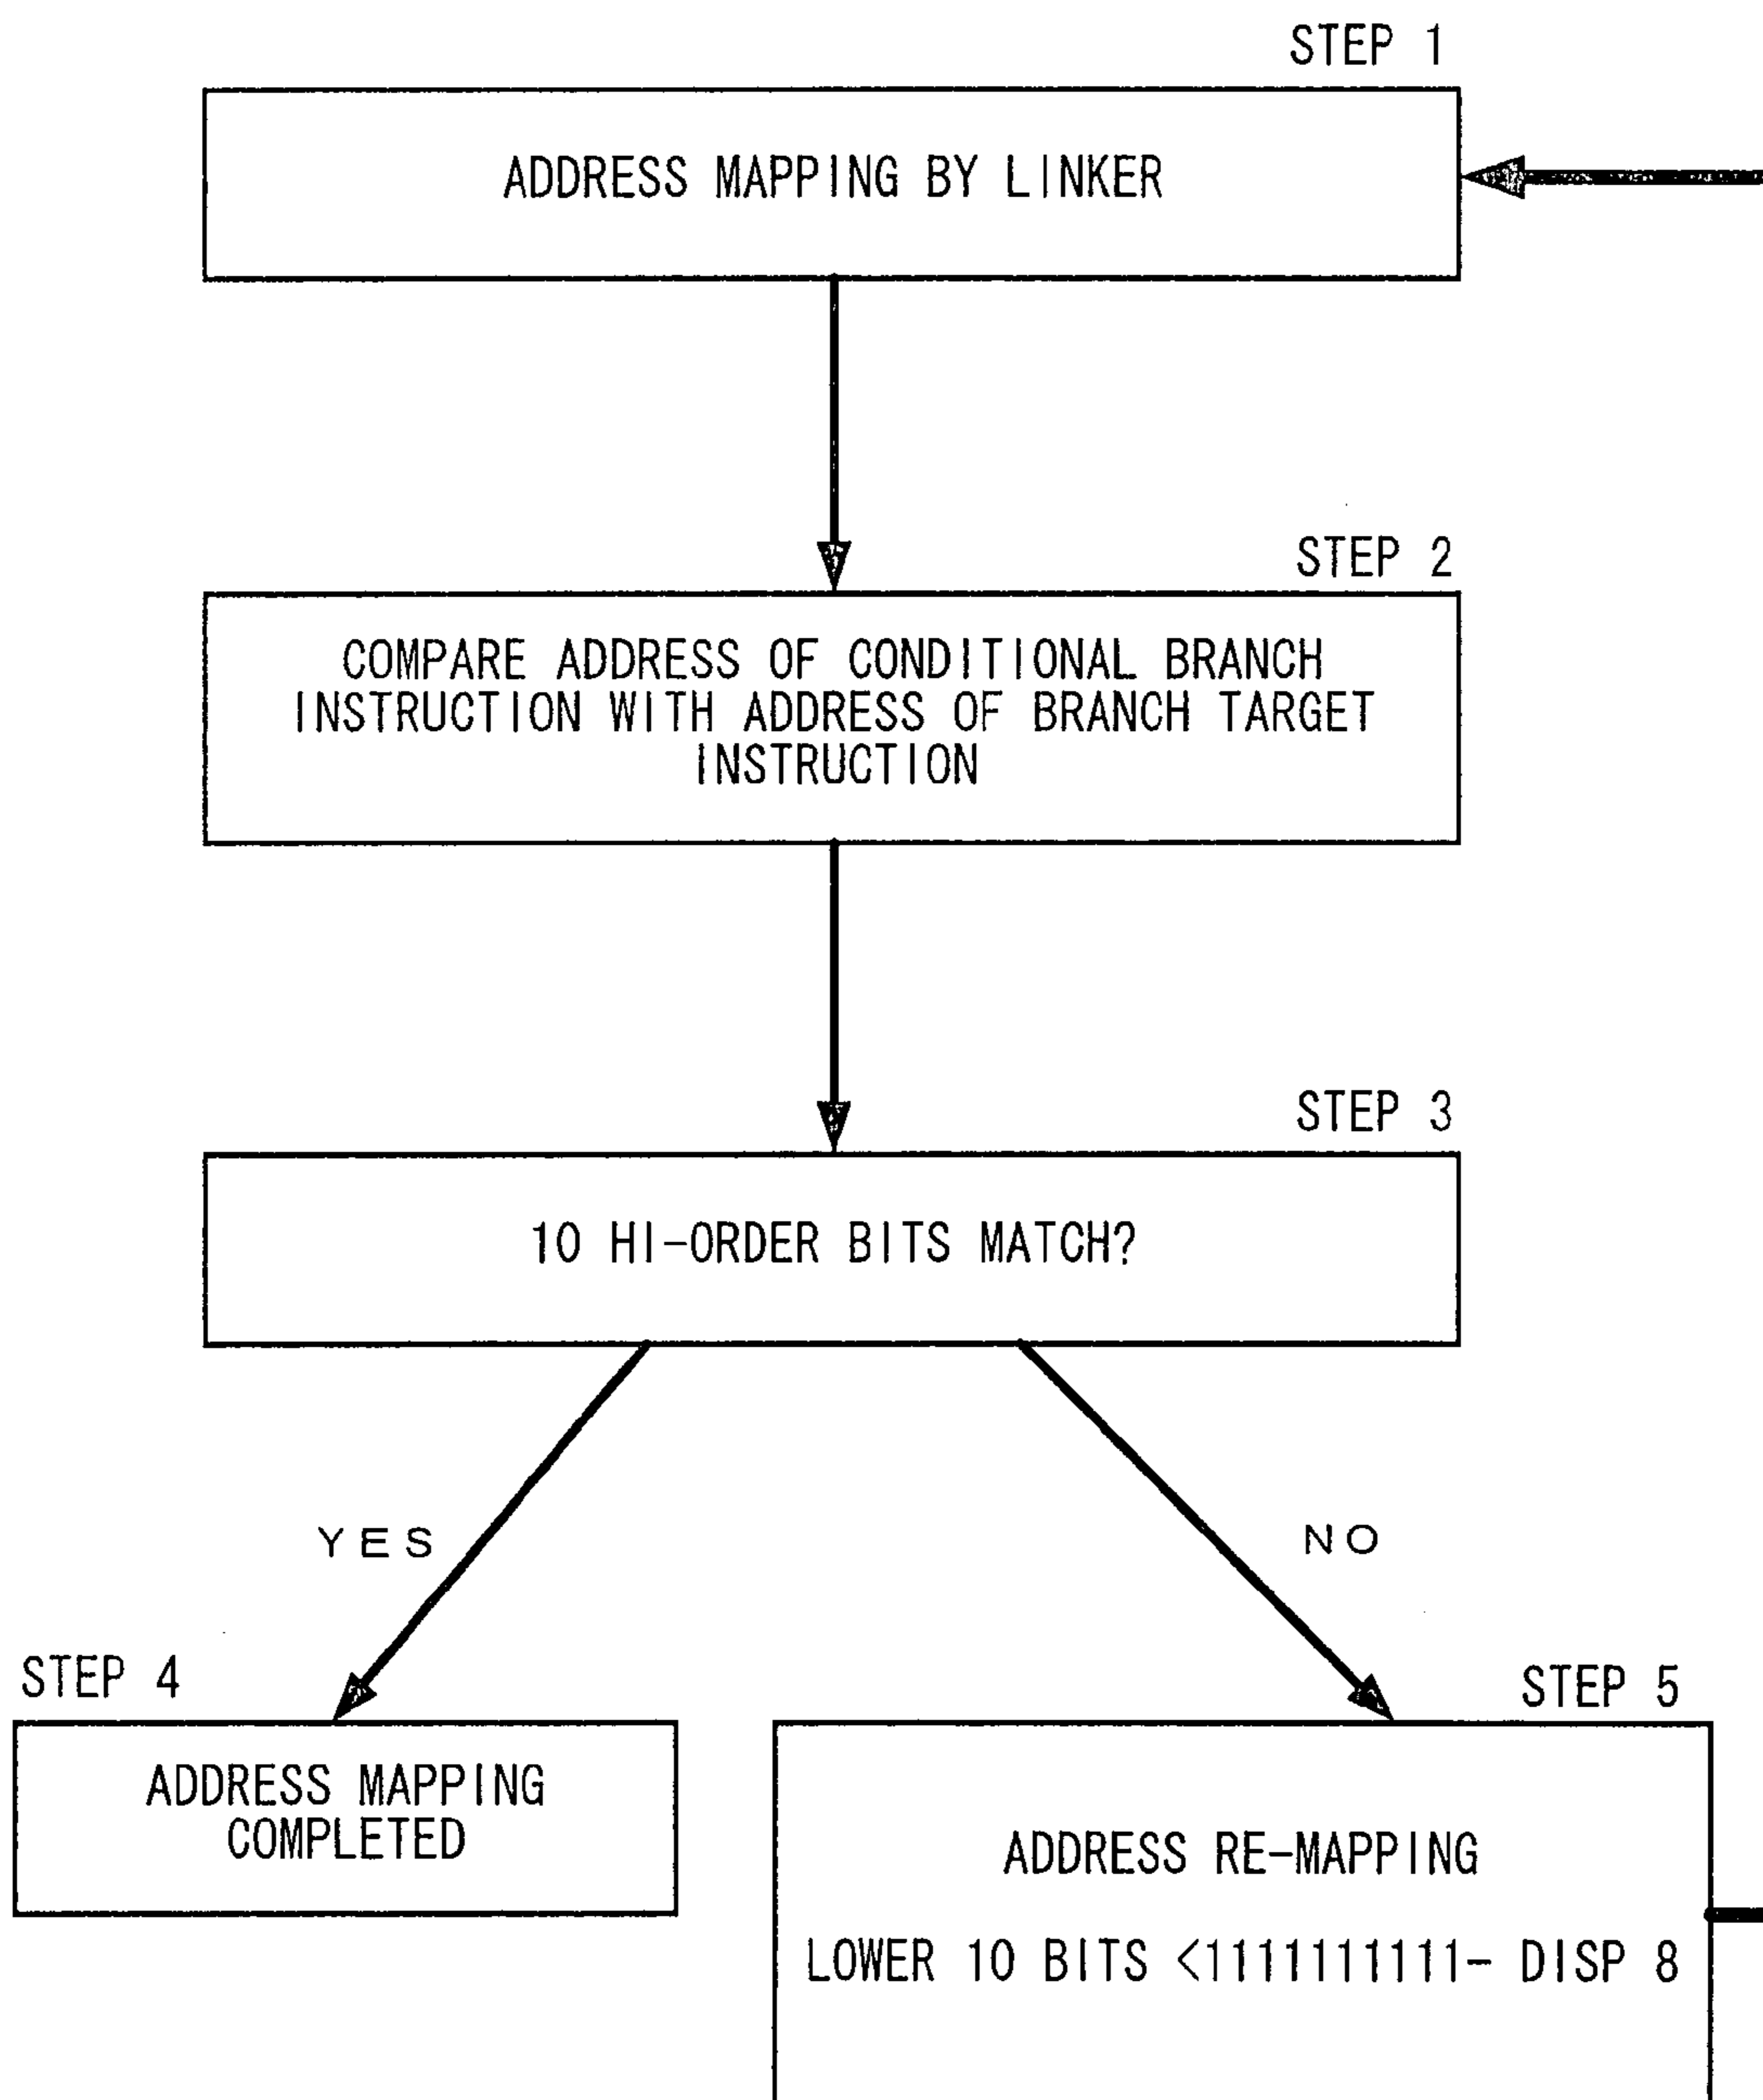 STEP 1
ADDRESS MAPPING BY LINKER
STEP 2
COMPARE ADDRESS OF CONDITIONAL BRANCH
INSTRUCTION WITH ADDRESS OF BRANCH TARGET
INSTRUCTION
STEP 3
10 HI-ORDER BITS MATCH?
YES
NO
STEP 4
ADDRESS MAPPING
COMPLETED
STEP 5
ADDRESS RE-MAPPING
LOWER 10 BITS <1111111111- DISP 8